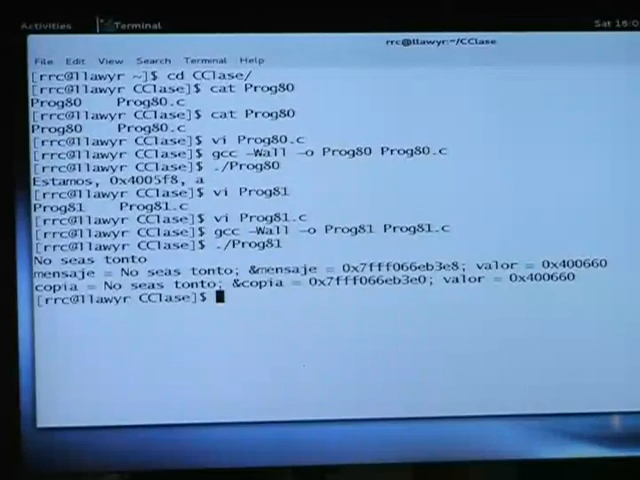 Activities Terminal Sat 16:0
rrc@llawyr:~/CClase
File Edit View Search Terminal Help
[rrc@llawyr ~]$ cd CClase/
[rrc@llawyr CClase]$ cat Prog80
Prog80 Prog80.c
[rrc@llawyr CClase]$ cat Prog80
Prog80 Prog80.c
[rrc@llawyr CClase]$ vi Prog80.c
[rrc@llawyr CClase]$ gcc -Wall -o Prog80 Prog80.c
[rrc@llawyr CClase]$ ./Prog80
Estamos, 0x4005f8, a
[rrc@llawyr CClase]$ vi Prog81
Prog81 Prog81.c
[rrc@llawyr CClase]$ vi Prog81.c
[rrc@llawyr CClase]$ gcc -Wall -o Prog81 Prog81.c
[rrc@llawyr CClase]$ ./Prog81
No seas tonto
mensaje = No seas tonto; &mensaje = 0x7fff066eb3e8; valor = 0x400660
copia = No seas tonto; &copia = 0x7fff066eb3e0; valor = 0x400660
[rrc@llawyr CClase]$